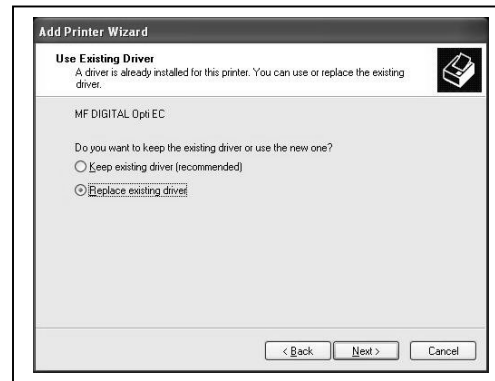 Add Printer Wizard
Use Existing Driver
A driver is already installed for this printer. You can use or replace the existing
driver.
MF DIGITAL Opti EC
Do you want to keep the existing driver or use the new one?
Keep existing driver (recommended)
Replace existing driver
< Back Next > Cancel